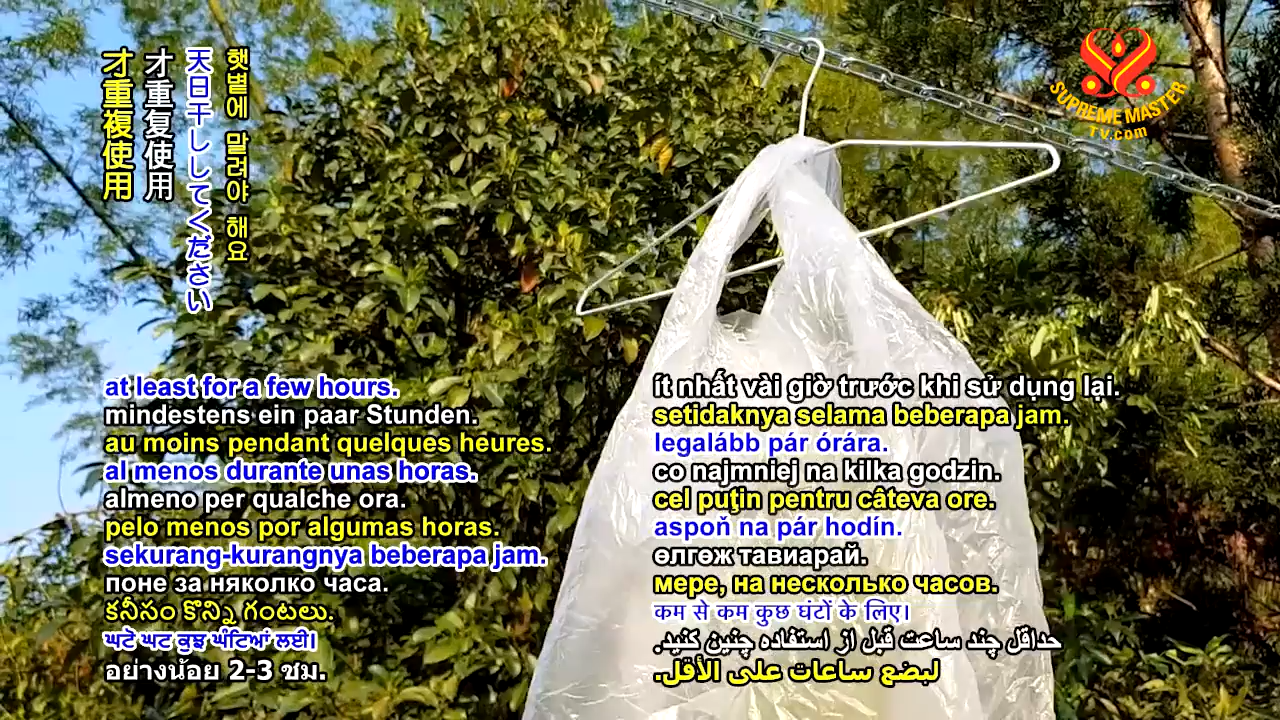 才重複使用
才重复使用
天日干ししてください
햇볕에 말려야 해요
SUPREME MASTER
TV.com
at least for a few hours.
mindestens ein paar Stunden.
au moins pendant quelques heures.
al menos durante unas horas.
almeno per qualche ora.
pelo menos por algumas horas.
sekurang-kurangnya beberapa jam.
поне за няколко часа.
కనీసం కొన్ని గంటలు.
ਘਟੋ ਘਟ ਕੁਝ ਘੰਟਿਆਂ ਲਈ।
อย่างน้อย 2-3 ชม.
ít nhất vài giờ trước khi sử dụng lại.
setidaknya selama beberapa jam.
legalább pár órára.
co najmniej na kilka godzin.
cel puţin pentru câteva ore.
aspoň na pár hodín.
өлгөж тавиарай.
мере, на несколько часов.
कम से कम कुछ घंटों के लिए।
حداقل چند ساعت قبل از استفاده چنین کنید.
لبضع ساعات على الأقل.